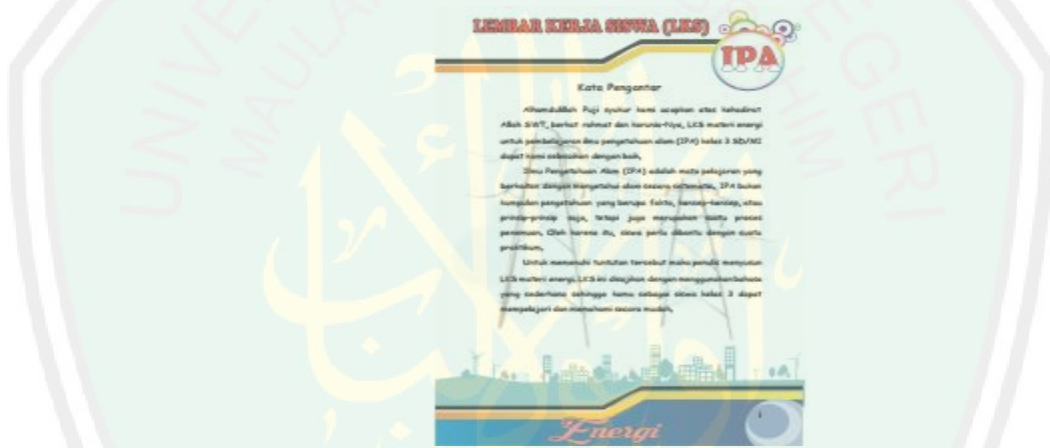 LEMBAR KERJA SISWA (LKS)
IPA
Kata Pengantar
Alhamdulillah Puji syukur kami ucapkan atas kehadirat
Allah SWT, berkat rahmat dan karunia-Nya, LKS materi energi
untuk pembelajaran ilmu pengetahuan alam (IPA) kelas 3 SD/MI
dapat kami selesaikan dengan baik.
Ilmu Pengetahuan Alam (IPA) adalah mata pelajaran yang
berkaitan dengan mengetahui alam secara sistematik, IPA bukan
kumpulan pengetahuan yang berupa fakta, konsep-konsep, atau
prinsip-prinsip saja, tetapi juga merupakan suatu proses
penemuan. Oleh karena itu, siswa perlu dibantu dengan suatu
praktikum.
Untuk memenuhi tuntutan tersebut maka penulis menyusun
LKS materi energi. LKS ini disajikan dengan menggunakan bahasa
yang sederhana sehingga kamu sebagai siswa kelas 3 dapat
mempelajari dan memahami secara mudah.
Energi
i
UNIVE
MAULA
HIM
EGERI